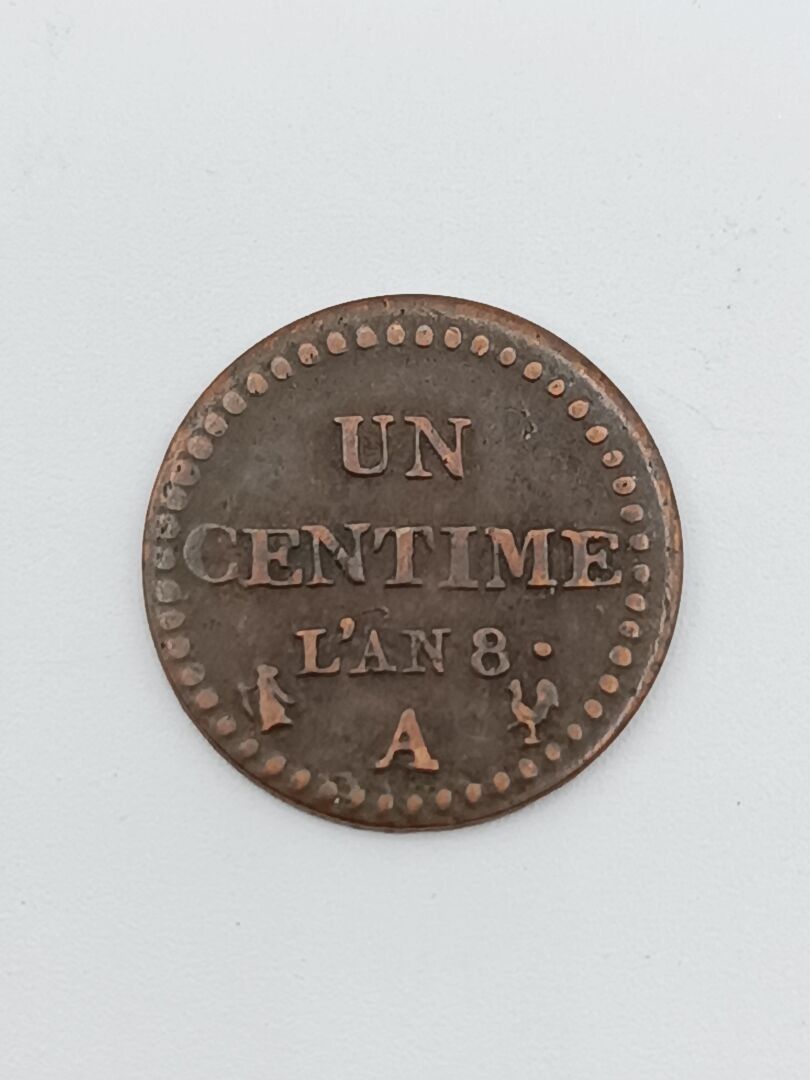 UN
CENTIME
L'AN 8 .
A